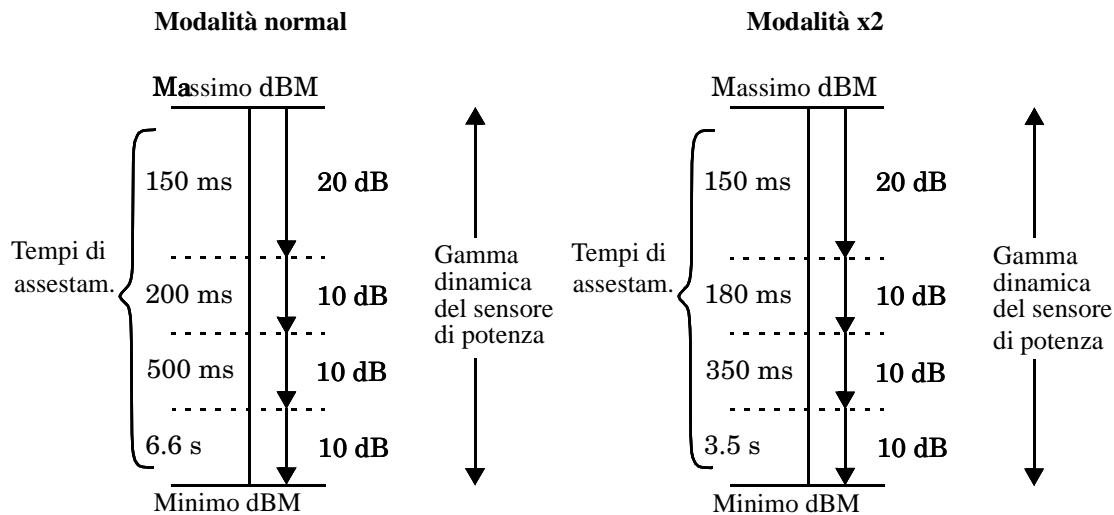 Modalità normal
Massimo dBM
Tempi di
assestam.
150 ms
20 dB
200 ms
10 dB
500 ms
10 dB
6.6 s
10 dB
Minimo dBM
Gamma
dinamica
del sensore
di potenza
Modalità x2
Massimo dBM
Tempi di
assestam.
150 ms
20 dB
180 ms
10 dB
350 ms
10 dB
3.5 s
10 dB
Minimo dBM
Gamma
dinamica
del sensore
di potenza